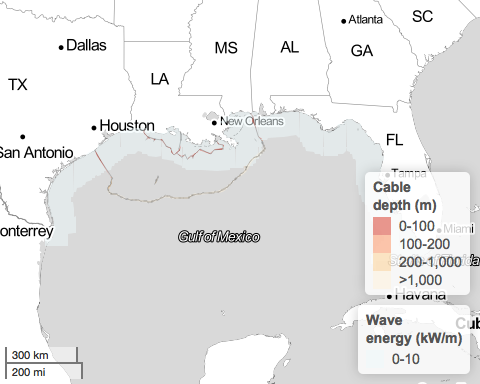 Atlanta
SC
Dallas
MS
AL
GA
TX
LA
New Orleans
Houston
FL
San Antonio
Tampa
Cable
depth (m)
0-100
100-200
200-1,000
>1,000
Miami
onterrey
Gulf of Mexico
Havana
Cub
Wave
energy (kW/m)
0-10
300 km
200 mi